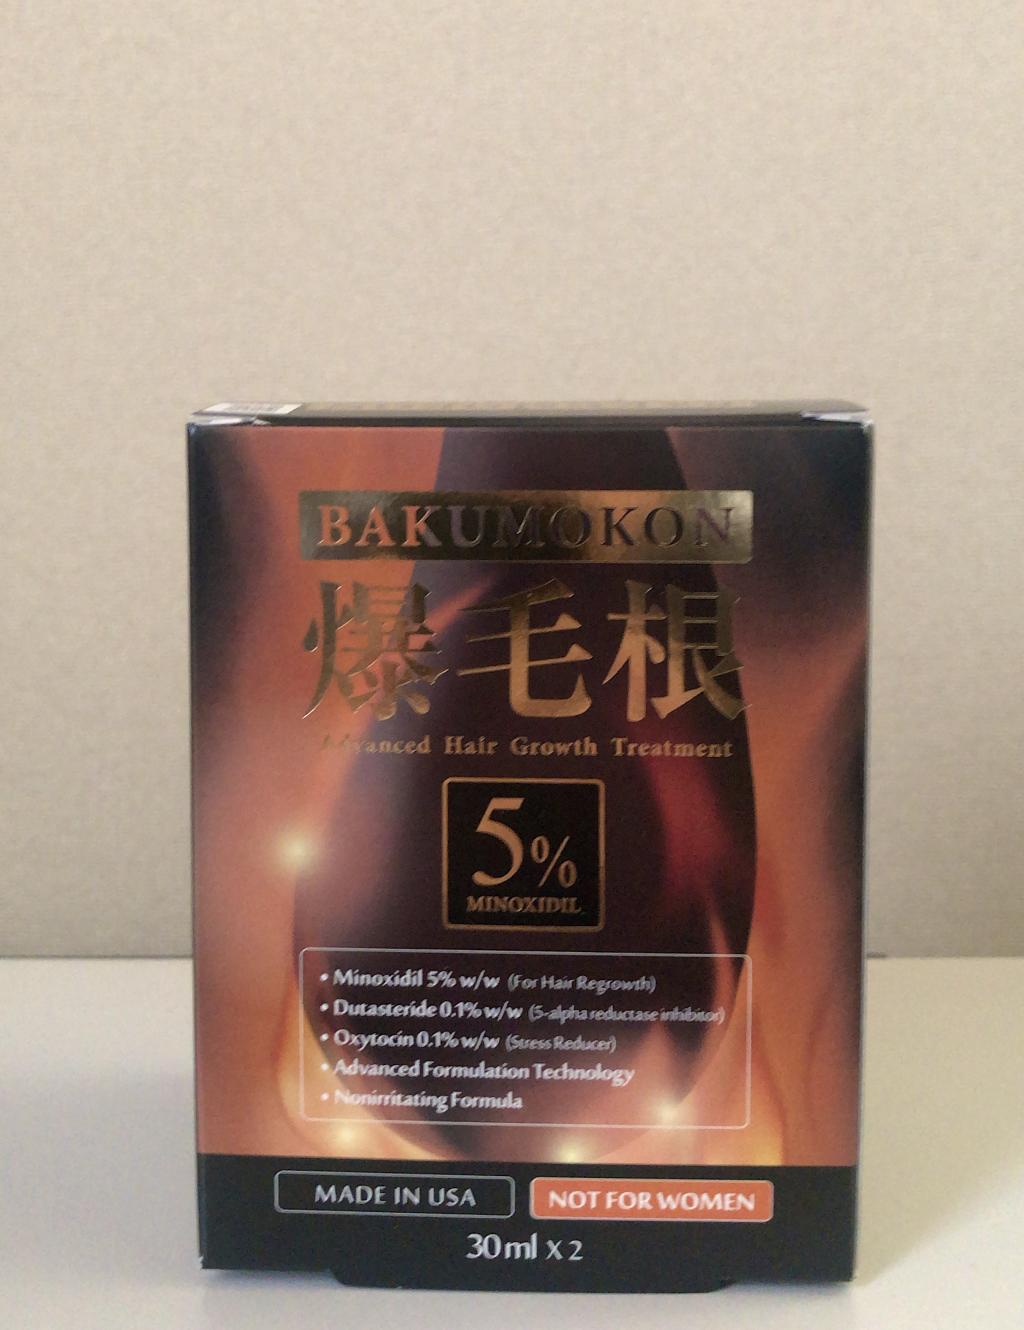 BAKUMOKON
爆毛根
Advanced Hair Growth Treatment
5%
MINOXIDIL
• Minoxidil 5% w/w (For Hair Regrowth)
• Dutasteride 0.1% w/w (5-alpha reductase inhibitor)
• Oxytocin 0.1% w/w (Stress Reducer)
• Advanced Formulation Technology
• Nonirritating Formula
MADE IN USA
NOT FOR WOMEN
30ml X 2